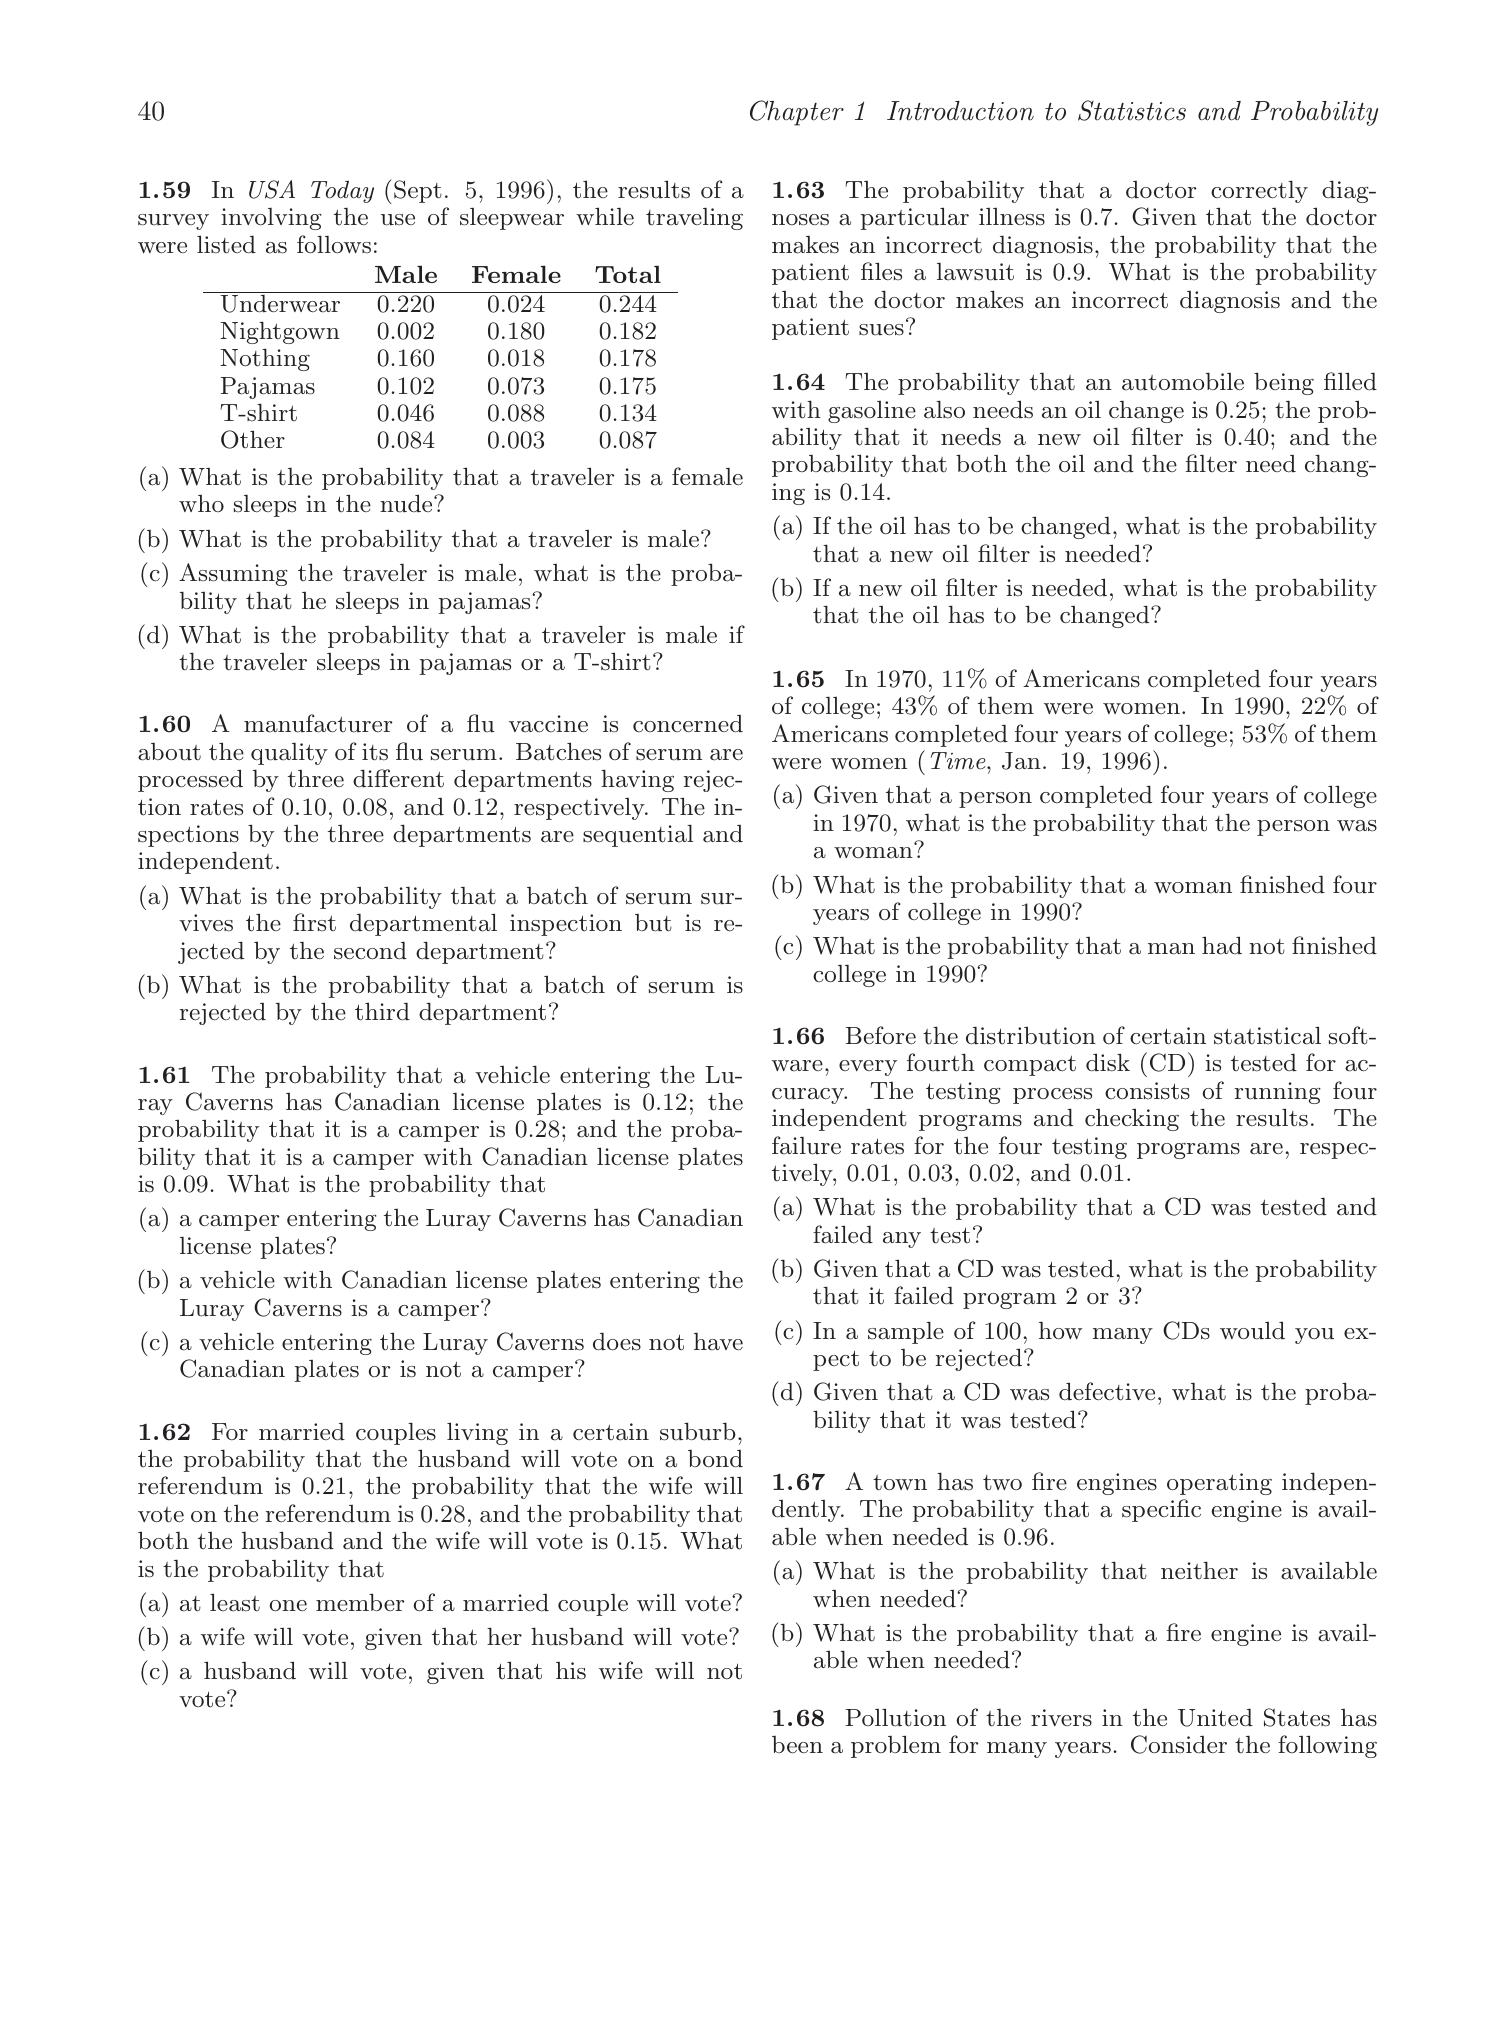 40
Chapter 1 Introduction to Statistics and Probability
1.59 In USA Today (Sept. 5, 1996), the results of a
survey involving the use of sleepwear while traveling
were listed as follows:
Male Female Total
Underwear 0.220 0.024 0.244
Nightgown 0.002 0.180 0.182
Nothing 0.160 0.018 0.178
Pajamas 0.102 0.073 0.175
T-shirt 0.046 0.088 0.134
Other 0.084 0.003 0.087
(a) What is the probability that a traveler is a female
who sleeps in the nude?
(b) What is the probability that a traveler is male?
(c) Assuming the traveler is male, what is the proba-
bility that he sleeps in pajamas?
(d) What is the probability that a traveler is male if
the traveler sleeps in pajamas or a T-shirt?
1.60 A manufacturer of a flu vaccine is concerned
about the quality of its flu serum. Batches of serum are
processed by three different departments having rejec-
tion rates of 0.10, 0.08, and 0.12, respectively. The in-
spections by the three departments are sequential and
independent.
(a) What is the probability that a batch of serum sur-
vives the first departmental inspection but is re-
jected by the second department?
(b) What is the probability that a batch of serum is
rejected by the third department?
1.61 The probability that a vehicle entering the Lu-
ray Caverns has Canadian license plates is 0.12; the
probability that it is a camper is 0.28; and the proba-
bility that it is a camper with Canadian license plates
is 0.09. What is the probability that
(a) a camper entering the Luray Caverns has Canadian
license plates?
(b) a vehicle with Canadian license plates entering the
Luray Caverns is a camper?
(c) a vehicle entering the Luray Caverns does not have
Canadian plates or is not a camper?
1.62 For married couples living in a certain suburb,
the probability that the husband will vote on a bond
referendum is 0.21, the probability that the wife will
vote on the referendum is 0.28, and the probability that
both the husband and the wife will vote is 0.15. What
is the probability that
(a) at least one member of a married couple will vote?
(b) a wife will vote, given that her husband will vote?
(c) a husband will vote, given that his wife will not
vote?
1.63 The probability that a doctor correctly diag-
noses a particular illness is 0.7. Given that the doctor
makes an incorrect diagnosis, the probability that the
patient files a lawsuit is 0.9. What is the probability
that the doctor makes an incorrect diagnosis and the
patient sues?
1.64 The probability that an automobile being filled
with gasoline also needs an oil change is 0.25; the prob-
ability that it needs a new oil filter is 0.40; and the
probability that both the oil and the filter need chang-
ing is 0.14.
(a) If the oil has to be changed, what is the probability
that a new oil filter is needed?
(b) If a new oil filter is needed, what is the probability
that the oil has to be changed?
1.65 In 1970, 11% of Americans completed four years
of college; 43% of them were women. In 1990, 22% of
Americans completed four years of college; 53% of them
were women (Time, Jan. 19, 1996).
(a) Given that a person completed four years of college
in 1970, what is the probability that the person was
a woman?
(b) What is the probability that a woman finished four
years of college in 1990?
(c) What is the probability that a man had not finished
college in 1990?
1.66 Before the distribution of certain statistical soft-
ware, every fourth compact disk (CD) is tested for ac-
curacy. The testing process consists of running four
independent programs and checking the results. The
failure rates for the four testing programs are, respec-
tively, 0.01, 0.03, 0.02, and 0.01.
(a) What is the probability that a CD was tested and
failed any test?
(b) Given that a CD was tested, what is the probability
that it failed program 2 or 3?
(c) In a sample of 100, how many CDs would you ex-
pect to be rejected?
(d) Given that a CD was defective, what is the proba-
bility that it was tested?
1.67 A town has two fire engines operating indepen-
dently. The probability that a specific engine is avail-
able when needed is 0.96.
(a) What is the probability that neither is available
when needed?
(b) What is the probability that a fire engine is avail-
able when needed?
1.68 Pollution of the rivers in the United States has
been a problem for many years. Consider the following